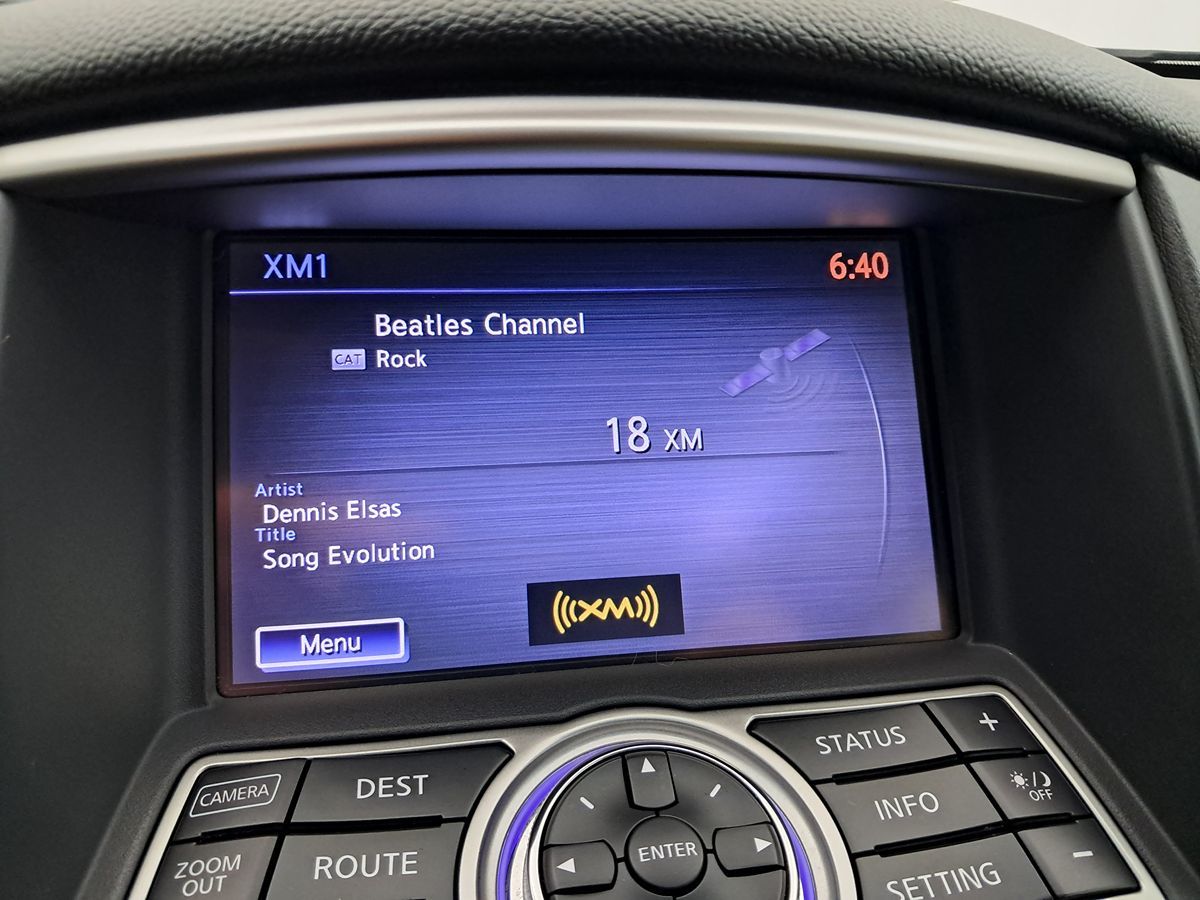 XM1
6:40
Beatles Channel
CAT Rock
18 XM
Artist
Dennis Elsas
Title
Song Evolution
XM
Menu
CAMERA
DEST
ZOOM
OUT
ROUTE
ENTER
STATUS
+
INFO
/ OFF
SETTING
-